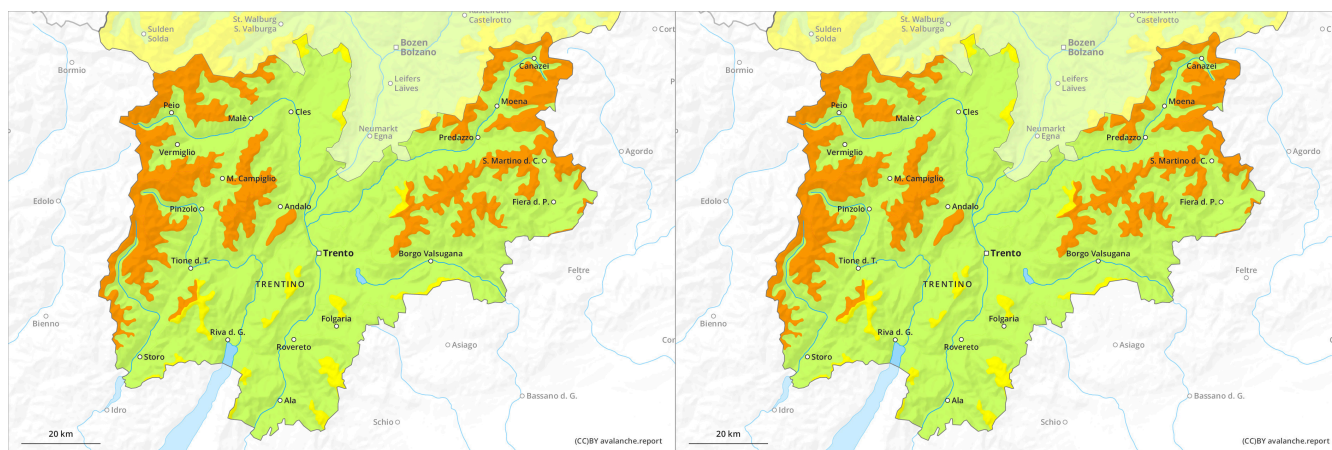 St. Walburg
S. Valburga
Kastelruth
Castelrotto
Sulden
Solda
Bozen
Bolzano
Cort
Bormio
Canazei
Leifers
Laives
Peio
Moena
Malè
Cles
Neumarkt
Egna
Predazzo
Vermiglio
Agordo
S. Martino d. C.
M. Campiglio
Edolo
Pinzolo
Andalo
Fiera d. P.
Trento
Borgo Valsugana
Tione d. T.
Feltre
TRENTINO
Bienno
Folgaria
Riva d. G.
Rovereto
Asiago
Cor
Storo
Ala
Bassano d. G.
Idro
Schio
20 km
(CC)BY avalanche.report
St. Walburg
S. Valburga
Kastelruth
Castelrotto
Sulden
Solda
Bozen
Bolzano
C
Bormio
Canazei
Leifers
Laives
Peio
Moena
Malè
Cles
Neumarkt
Egna
Predazzo
Vermiglio
Agordo
S. Martino d. C.
M. Campiglio
Edolo
Pinzolo
Andalo
Fiera d. P.
Trento
Borgo Valsugana
Tione d. T.
Feltre
TRENTINO
Bienno
Folgaria
Riva d. G.
Rovereto
Asiago
C
Storo
Ala
Bassano d. G.
Idro
Schio
20 km
(CC)BY avalanche.report